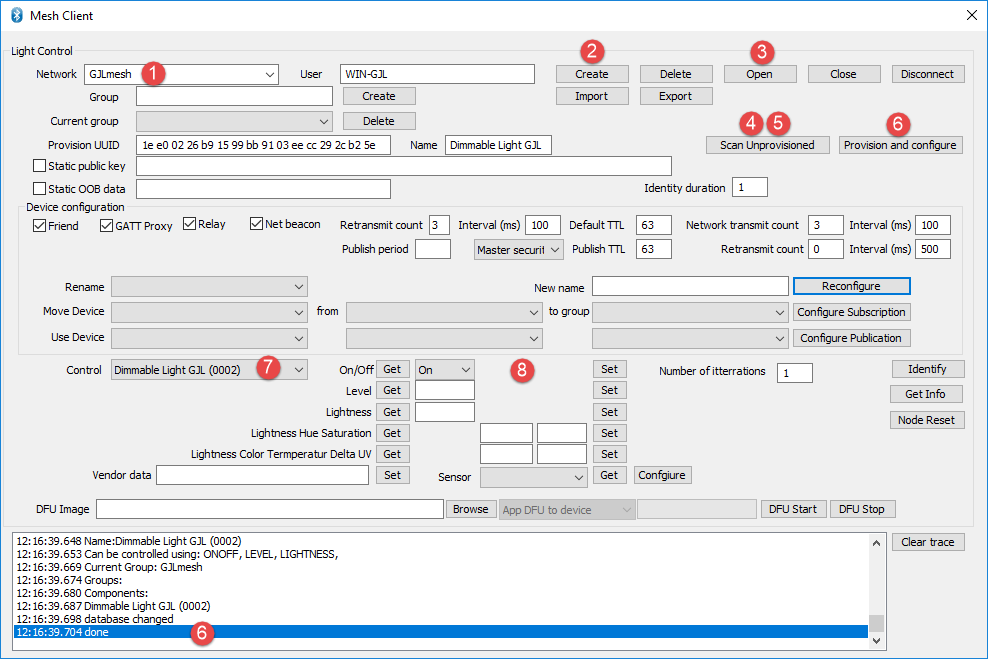 Mesh Client
Light Control
Network GJLmesh 1 User WIN-GJL 2 Create Delete 3 Open Close Disconnect
Group Create Import Export
Current group Delete
Provision UUID 1e e0 02 26 b9 15 99 bb 91 03 ee cc 29 2c b2 5e Name Dimmable Light GJL 4 5 Scan Unprovisioned 6 Provision and configure
Static public key
Static OOB data Identity duration 1
Device configuration
Friend GATT Proxy Relay Net beacon Retransmit count 3 Interval (ms) 100 Default TTL 63 Network transmit count 3 Interval (ms) 100
Publish period Master securit Publish TTL 63 Retransmit count 0 Interval (ms) 500
Rename New name Reconfigure
Move Device from to group Configure Subscription
Use Device Configure Publication
Control Dimmable Light GJL (0002) 7 On/Off Get On 8 Set Number of itterrations 1 Identify
Level Get Set Get Info
Lightness Get Set Node Reset
Lightness Hue Saturation Get Set
Lightness Color Termperatur Delta UV Get Set
Vendor data Set Sensor Get Confgiure
DFU Image Browse App DFU to device DFU Start DFU Stop
12:16:39.648 Name:Dimmable Light GJL (0002) Clear trace
12:16:39.653 Can be controlled using: ONOFF, LEVEL, LIGHTNESS,
12:16:39.669 Current Group: GJLmesh
12:16:39.674 Groups:
12:16:39.680 Components:
12:16:39.687 Dimmable Light GJL (0002)
12:16:39.698 database changed
12:16:39.704 done 6